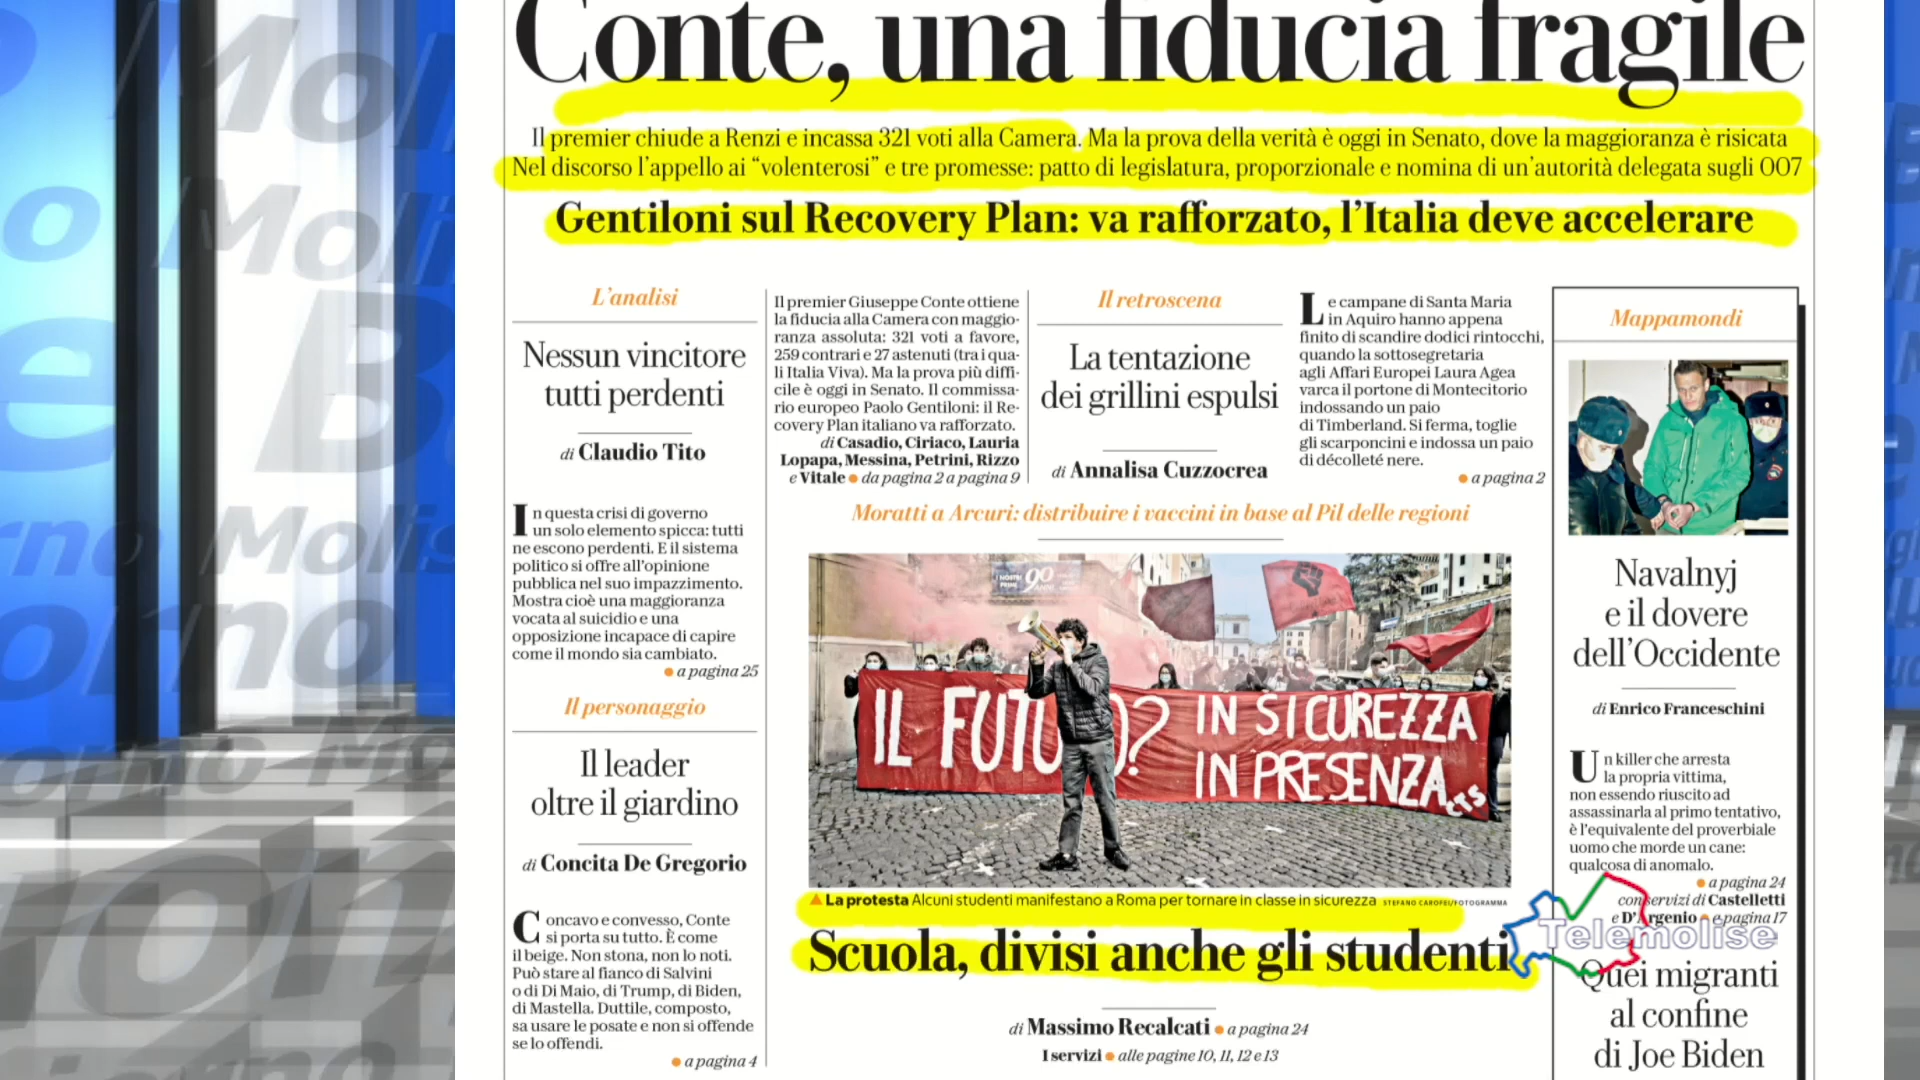 Conte, una fiducia fragile
Il premier chiude a Renzi e incassa 321 voti alla Camera. Ma la prova della verità è oggi in Senato, dove la maggioranza è risicata
Nel discorso l'appello ai “volenterosi” e tre promesse: patto di legislatura, proporzionale e nomina di un'autorità delegata sugli 007
Gentiloni sul Recovery Plan: va rafforzato, l'Italia deve accelerare
L'analisi
Nessun vincitore
tutti perdenti
di Claudio Tito
In questa crisi di governo
un solo elemento spicca: tutti
ne escono perdenti. E il sistema
politico si offre all'opinione
pubblica nel suo impazzimento.
Mostra cioè una maggioranza
vocata al suicidio e una
opposizione incapace di capire
come il mondo sia cambiato.
a pagina 25
Il personaggio
Il leader
oltre il giardino
di Concita De Gregorio
Concavo e convesso, Conte
si porta su tutto. È come
il beige. Non stona, non lo noti.
Può stare al fianco di Salvini
o di Di Maio, di Trump, di Biden,
di Mastella. Duttile, composto,
sa usare le posate e non si offende
se lo offendi.
a pagina 4
Il premier Giuseppe Conte ottiene
la fiducia alla Camera con maggio-
ranza assoluta: 321 voti a favore,
259 contrari e 27 astenuti (tra i qua-
li Italia Viva). Ma la prova più diffi-
cile è oggi in Senato. Il commissa-
rio europeo Paolo Gentiloni: il Re-
covery Plan italiano va rafforzato.
di Casadio, Ciriaco, Lauria
Lopapa, Messina, Petrini, Rizzo
e Vitale da pagina 2 a pagina 9
Il retroscena
La tentazione
dei grillini espulsi
di Annalisa Cuzzocrea
Le campane di Santa Maria
in Aquiro hanno appena
finito di scandire dodici rintocchi,
quando la sottosegretaria
agli Affari Europei Laura Agea
varca il portone di Montecitorio
indossando un paio
di Timberland. Si ferma, toglie
gli scarponcini e indossa un paio
di décolleté nere.
a pagina 2
Moratti a Arcuri: distribuire i vaccini in base al Pil delle regioni
90
IL FUTU O? IN SICUREZZA
IN PRESENZA
CTS
La protesta Alcuni studenti manifestano a Roma per tornare in classe in sicurezza STEFANO CAROFEI/FOTOGRAMMA
Scuola, divisi anche gli studenti
di Massimo Recalcati a pagina 24
I servizi alle pagine 10, 11, 12 e 13
Mappamondi
Navalnyj
e il dovere
dell'Occidente
di Enrico Franceschini
Un killer che arresta
la propria vittima,
non essendo riuscito ad
assassinarla al primo tentativo,
è l'equivalente del proverbiale
uomo che morde un cane:
qualcosa di anomalo.
a pagina 24
con servizi di Castelletti
e D'Argenio a pagina 17
Telemolise
Quei migranti
al confine
di Joe Biden